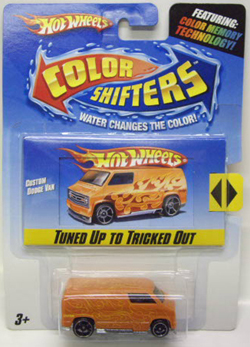 Hot Wheels
FEATURING:
COLOR MEMORY
TECHNOLOGY!
COLOR
SHIFTERS
WATER CHANGES THE COLOR!
Hot Wheels
CUSTOM
DODGE VAN
TUNED UP TO TRICKED OUT
3+